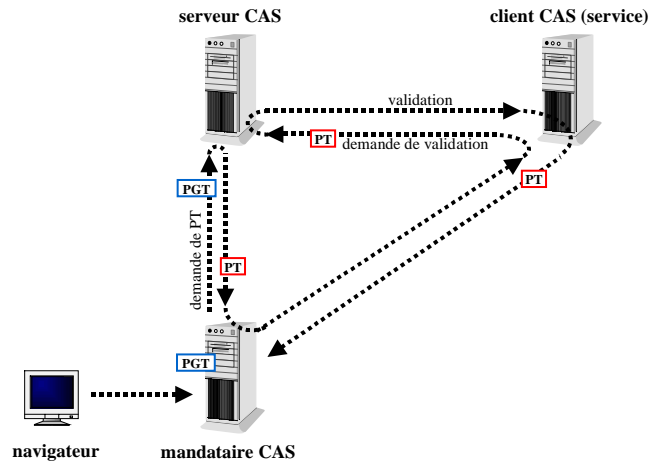 serveur CAS
client CAS (service)
validation
PT
demande de validation
PGT
PT
demande de PT
PT
PGT
navigateur
mandataire CAS